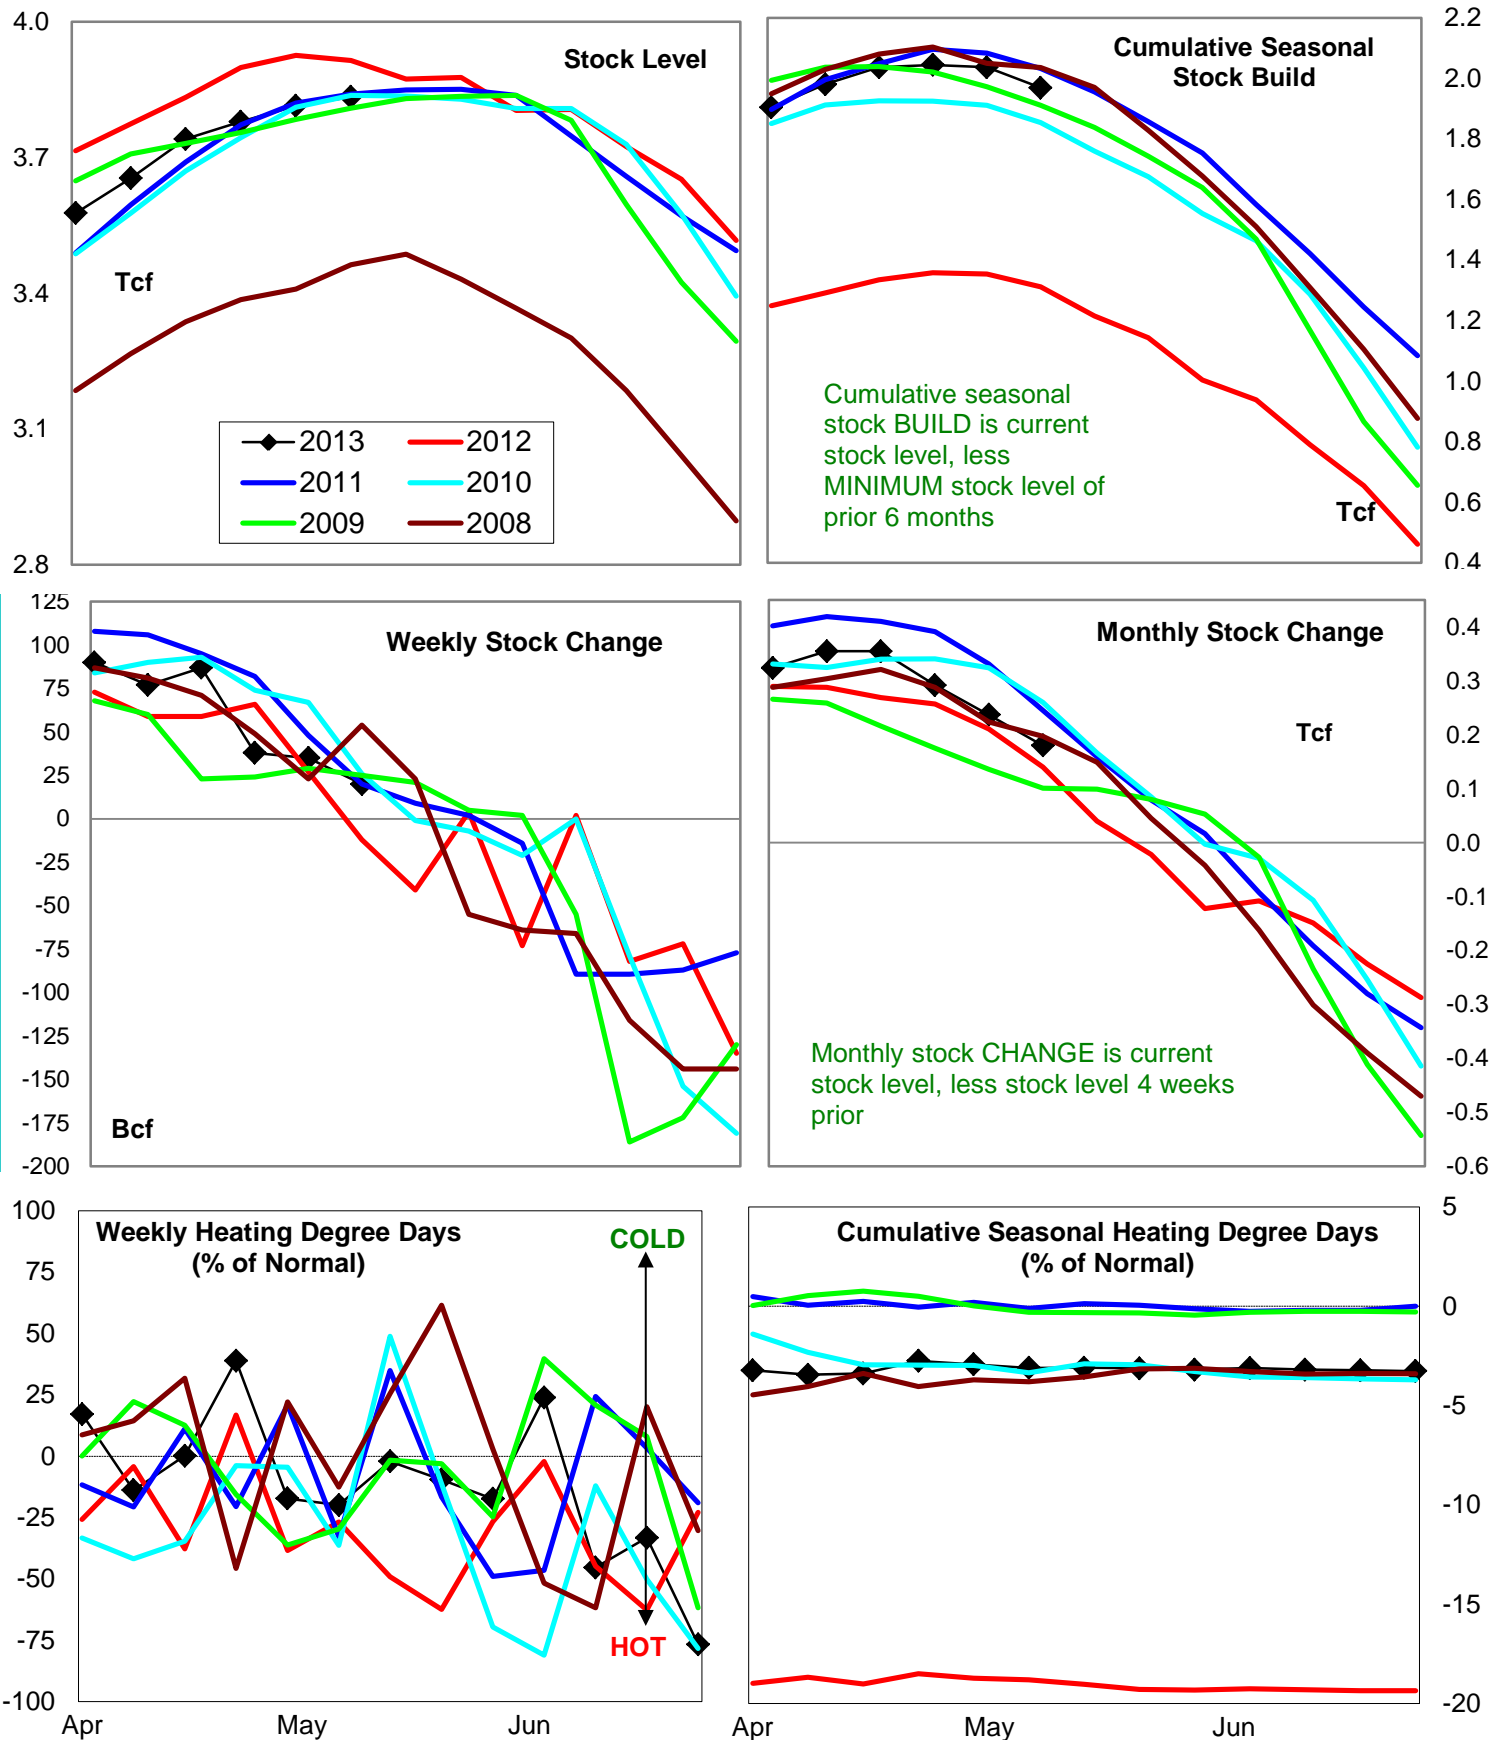 4.0
3.7
3.4
3.1
2.8
Stock Level
Tcf
2013
2012
2011
2010
2009
2008
Cumulative Seasonal
Stock Build
2.2
2.0
1.8
1.6
1.4
1.2
1.0
0.8
0.6
0.4
Cumulative seasonal
stock BUILD is current
stock level, less
MINIMUM stock level of
prior 6 months
Tcf
125
100
75
50
25
0
-25
-50
-75
-100
-125
-150
-175
-200
Weekly Stock Change
Bcf
Monthly Stock Change
Tcf
0.4
0.3
0.2
0.1
0.0
-0.1
-0.2
-0.3
-0.4
-0.5
-0.6
Monthly stock CHANGE is current
stock level, less stock level 4 weeks
prior
100
75
50
25
0
-25
-50
-75
-100
Weekly Heating Degree Days
(% of Normal)
COLD
HOT
Apr
May
Jun
Cumulative Seasonal Heating Degree Days
(% of Normal)
5
0
-5
-10
-15
-20
Apr
May
Jun